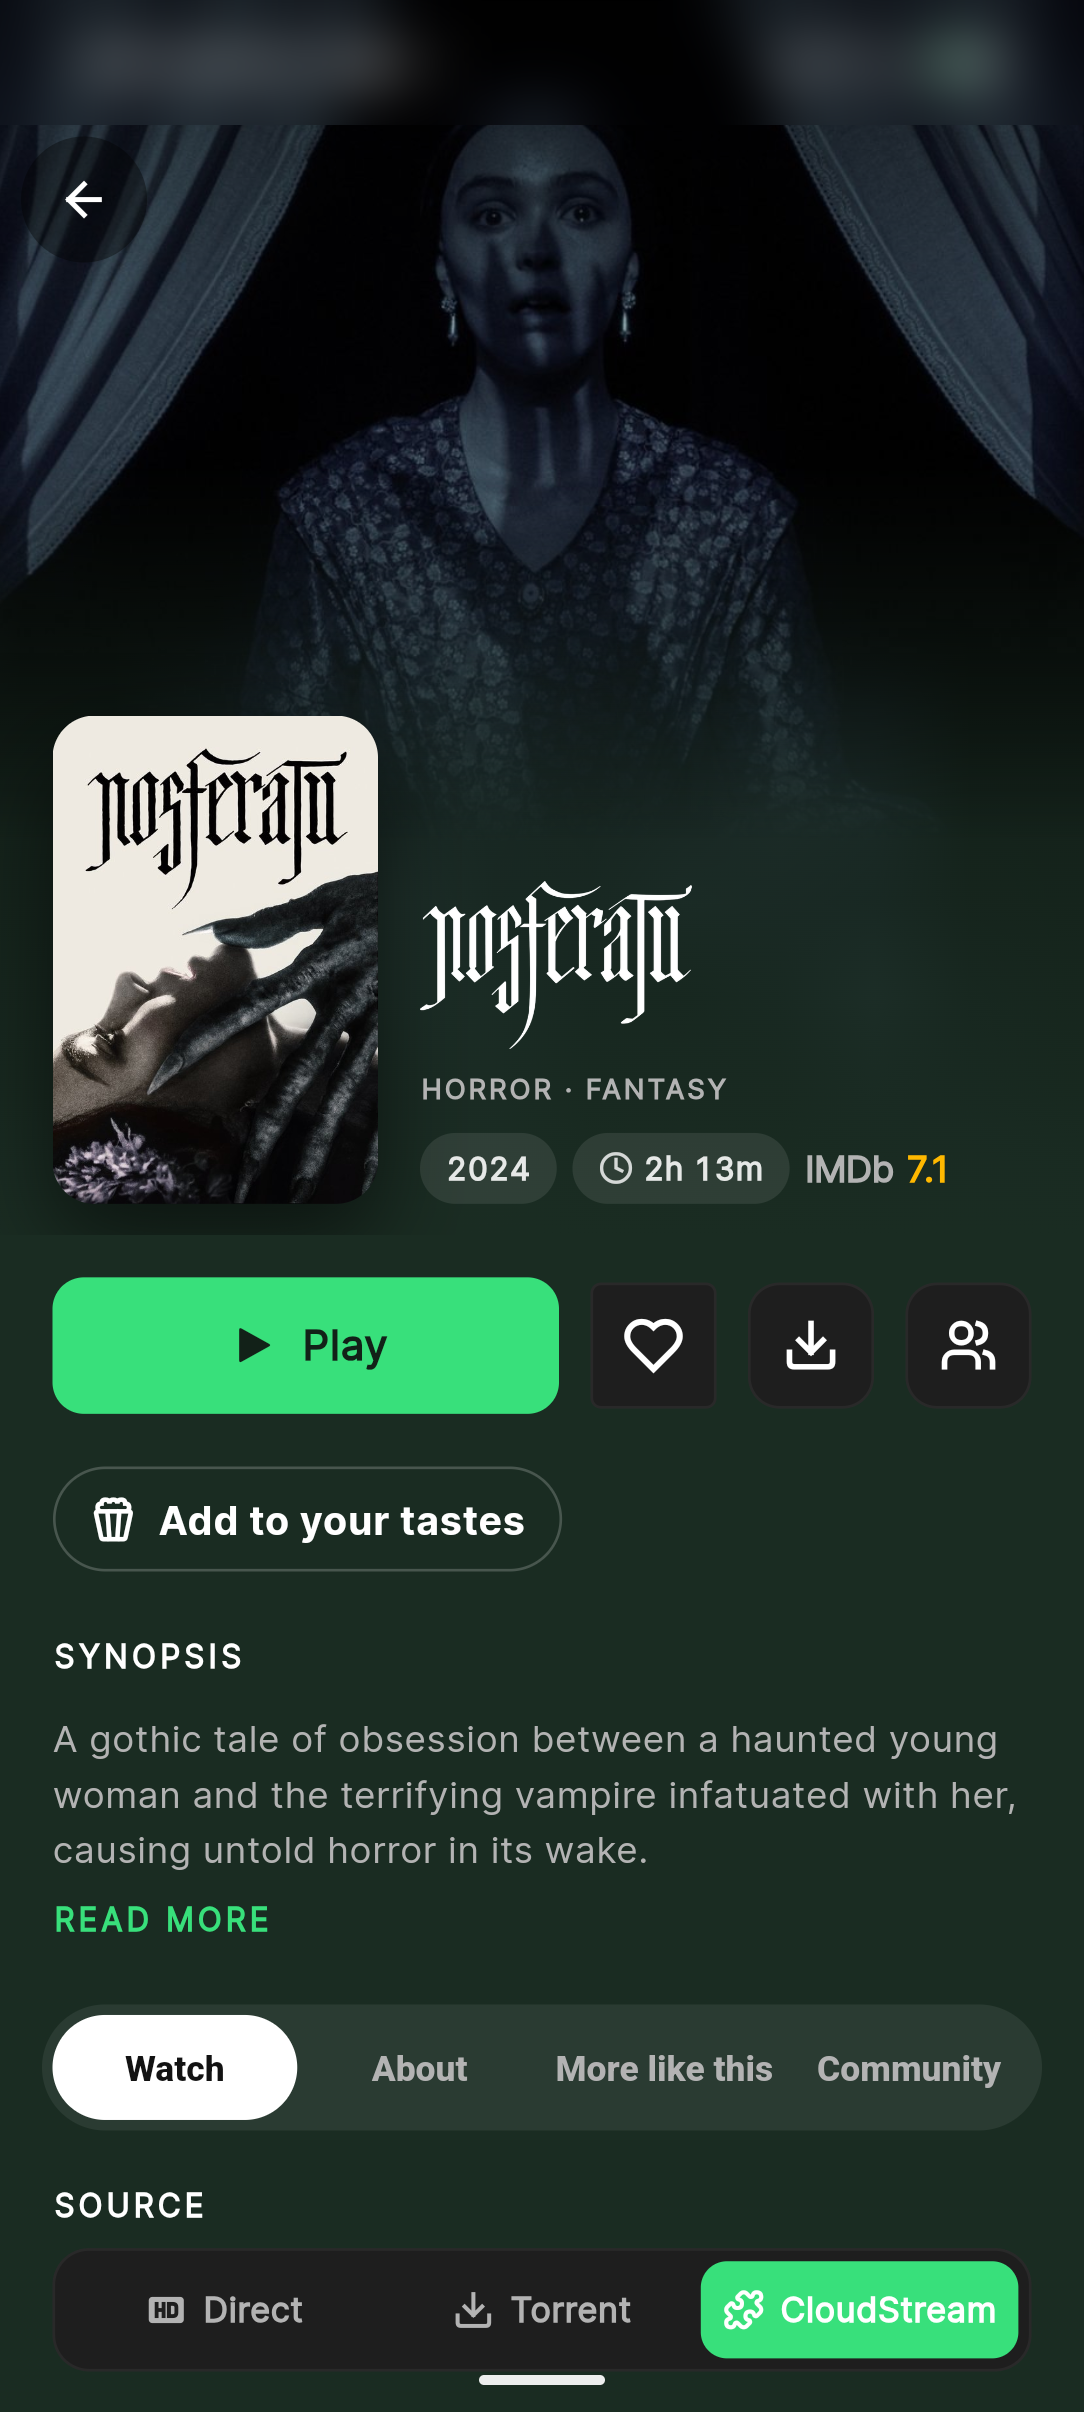 nosferatu
nosferatu
HORROR · FANTASY
2024 2h 13m IMDb 7.1
Play
Add to your tastes
SYNOPSIS
A gothic tale of obsession between a haunted young
woman and the terrifying vampire infatuated with her,
causing untold horror in its wake.
READ MORE
Watch About More like this Community
SOURCE
HD Direct Torrent CloudStream